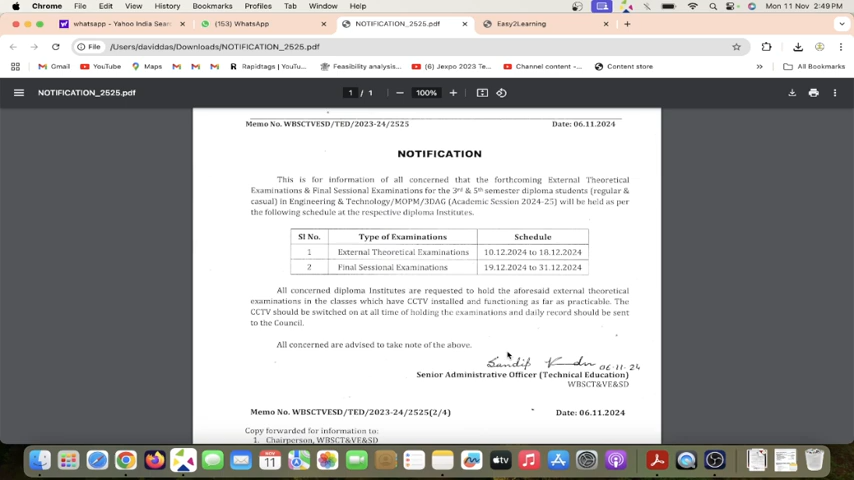 Chrome File Edit View History Bookmarks Profiles Tab Window Help Mon 11 Nov 2:49 PM
whatsapp - Yahoo India Sear (153) WhatsApp NOTIFICATION_2525.pdf Easy2Learning
File /Users/daviddas/Downloads/NOTIFICATION_2525.pdf
Gmail YouTube Maps Rapidtags | YouTu... Feasibility analysis... (6) Jexpo 2023 Te... Channel content -... Content store All Bookmarks
NOTIFICATION_2525.pdf 1 / 1 100%
Memo No. WBSCTVESD/TED/2023-24/2525 Date: 06.11.2024
NOTIFICATION
This is for information of all concerned that the forthcoming External Theoretical
Examinations & Final Sessional Examinations for the 3rd & 5th semester diploma students (regular &
casual) in Engineering & Technology/MOPM/3DAG (Academic Session 2024-25) will be held as per
the following schedule at the respective diploma Institutes.
Sl No. Type of Examinations Schedule
1 External Theoretical Examinations 10.12.2024 to 18.12.2024
2 Final Sessional Examinations 19.12.2024 to 31.12.2024
All concerned diploma Institutes are requested to hold the aforesaid external theoretical
examinations in the classes which have CCTV installed and functioning as far as practicable. The
CCTV should be switched on at all time of holding the examinations and daily record should be sent
to the Council.
All concerned are advised to take note of the above.
06.11.24
Senior Administrative Officer (Technical Education)
WBSCT&VE&SD
Memo No. WBSCTVESD/TED/2023-24/2525(2/4) Date: 06.11.2024
Copy forwarded for information to:
1. Chairperson, WBSCT&VE&SD
NOV
11
tv